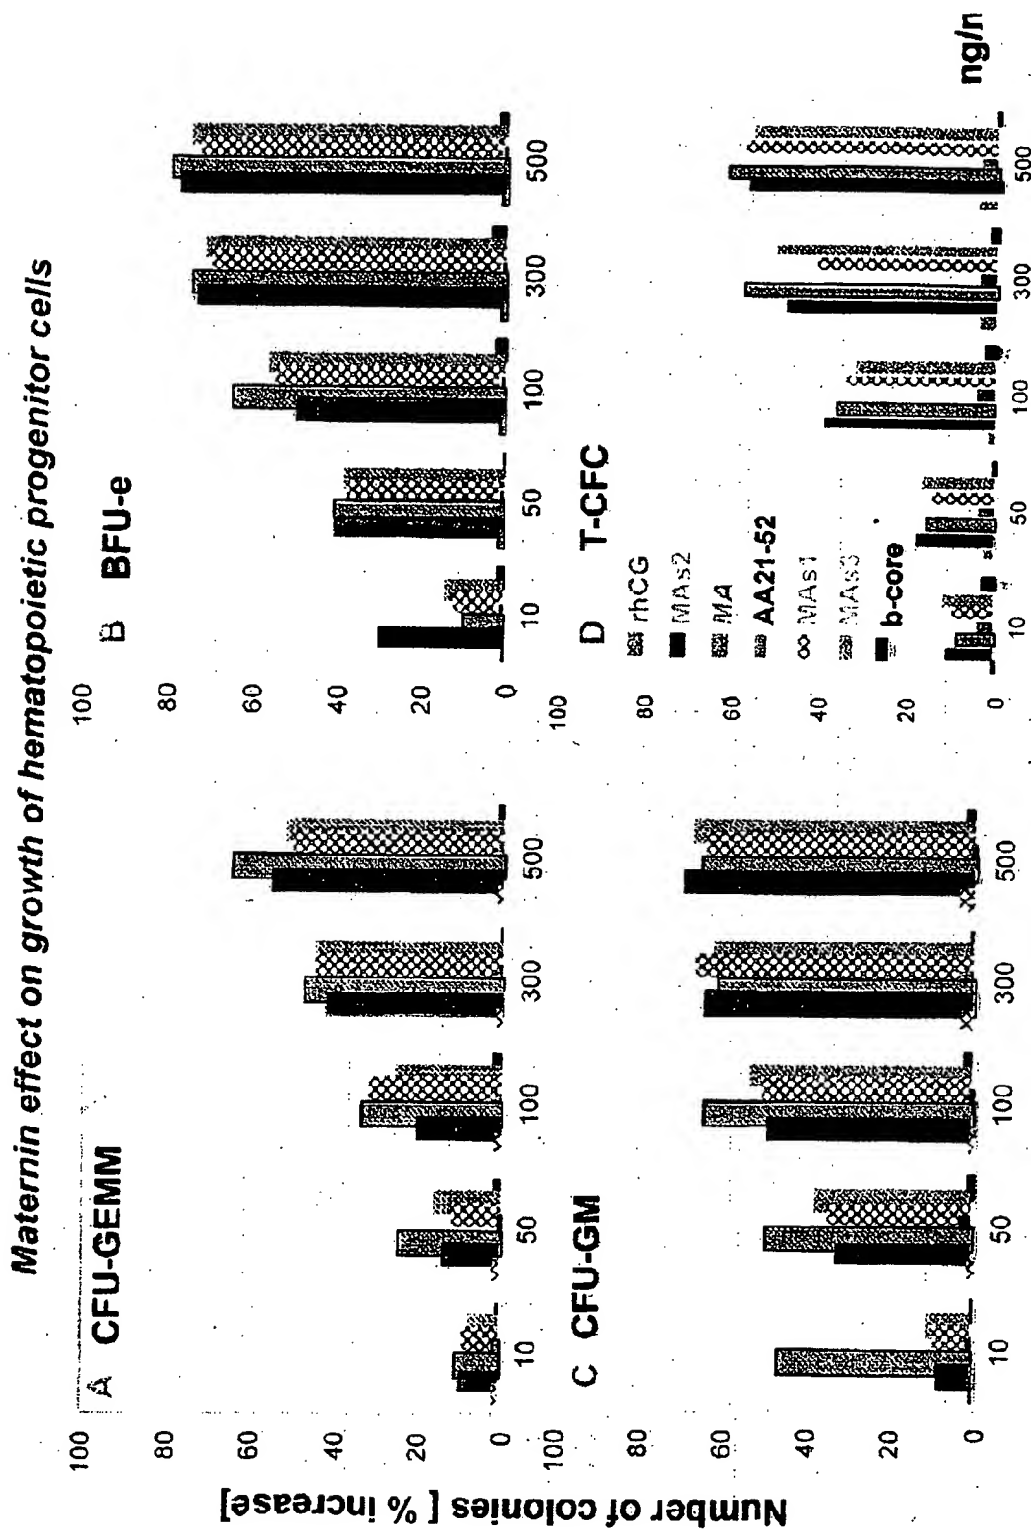 Maternin effect on growth of hematopoietic progenitor cells
Number of colonies [ % increase]
A CFU-GEMM
100
80
60
40
20
0
10 50 100 300 500
B BFU-e
100
80
60
40
20
0
10 50 100 300 500
C CFU-GM
100
80
60
40
20
0
10 50 100 300 500
D T-CFC
100
80
60
40
20
0
rhCG
MAs2
MA
AA21-52
MAs1
MAs3
b-core
10 50 100 300 500
ng/n